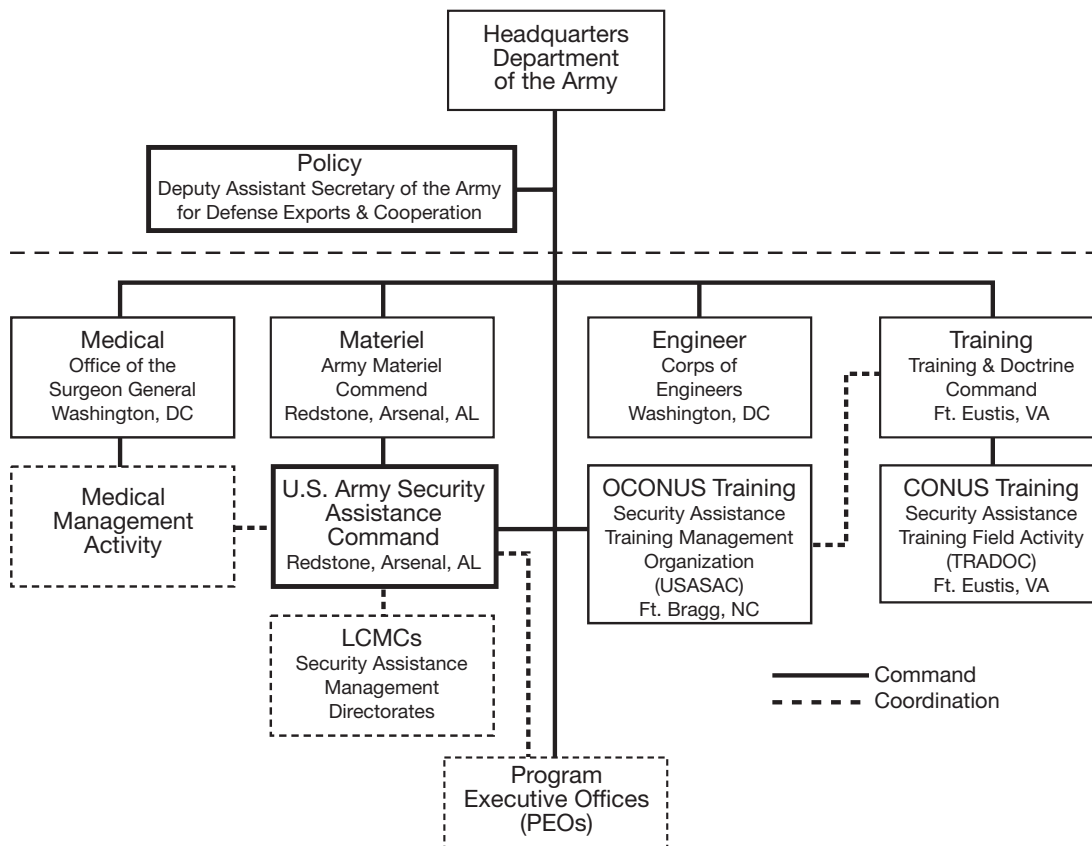 Headquarters
Department
of the Army
Policy
Deputy Assistant Secretary of the Army
for Defense Exports & Cooperation
Medical
Office of the
Surgeon General
Washington, DC
Materiel
Army Materiel
Commend
Redstone, Arsenal, AL
Engineer
Corps of
Engineers
Washington, DC
Training
Training & Doctrine
Command
Ft. Eustis, VA
Medical
Management
Activity
U.S. Army Security
Assistance
Command
Redstone, Arsenal, AL
OCONUS Training
Security Assistance
Training Management
Organization
(USASAC)
Ft. Bragg, NC
CONUS Training
Security Assistance
Training Field Activity
(TRADOC)
Ft. Eustis, VA
LCMCs
Security Assistance
Management
Directorates
Command
Coordination
Program
Executive Offices
(PEOs)